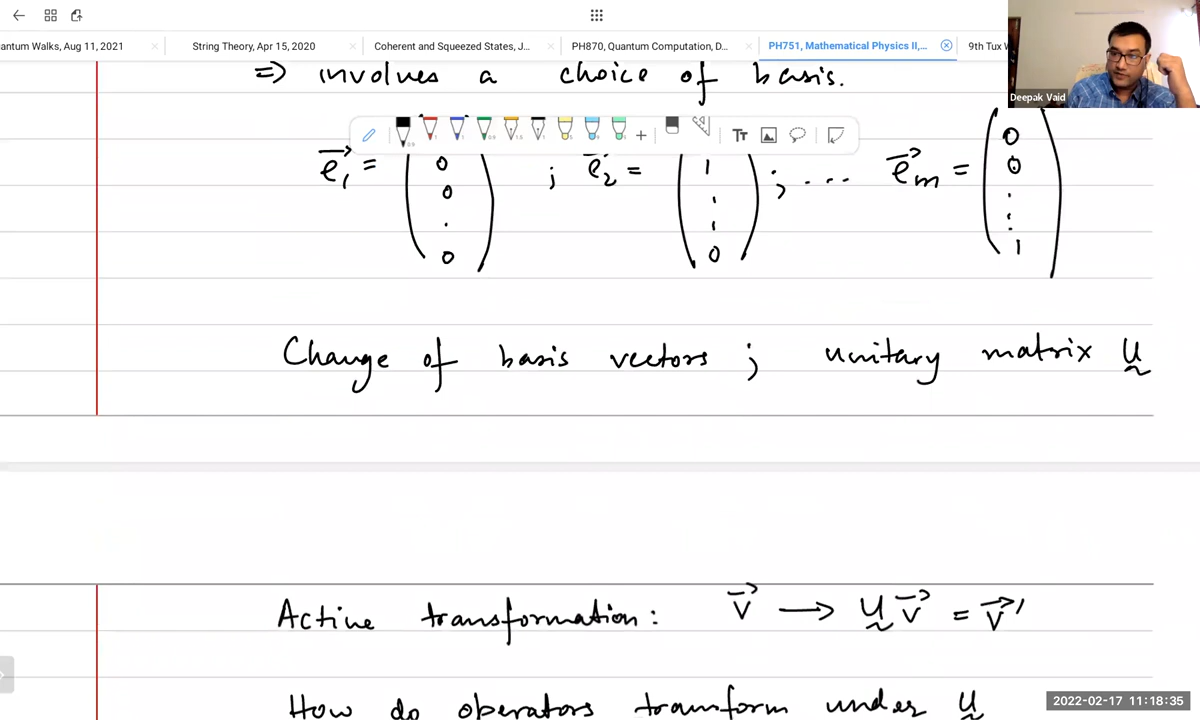 antum Walks, Aug 11, 2021 String Theory, Apr 15, 2020 Coherent and Squeezed States, J... PH870, Quantum Computation, D... PH751, Mathematical Physics II,... 9th Tux W
Deepak Vaid
=> involves a choice of basis.
e⃗₁ = ( 0 0 . 0 ) ; e⃗₂ = ( 1 : : 0 ) ; . . . . e⃗m = ( 0 0 . : 1 )
Change of basis vectors ; unitary matrix U
Active transformation : v⃗ → U v⃗ = v⃗'
How do operators transform under U
2022-02-17 11:18:35